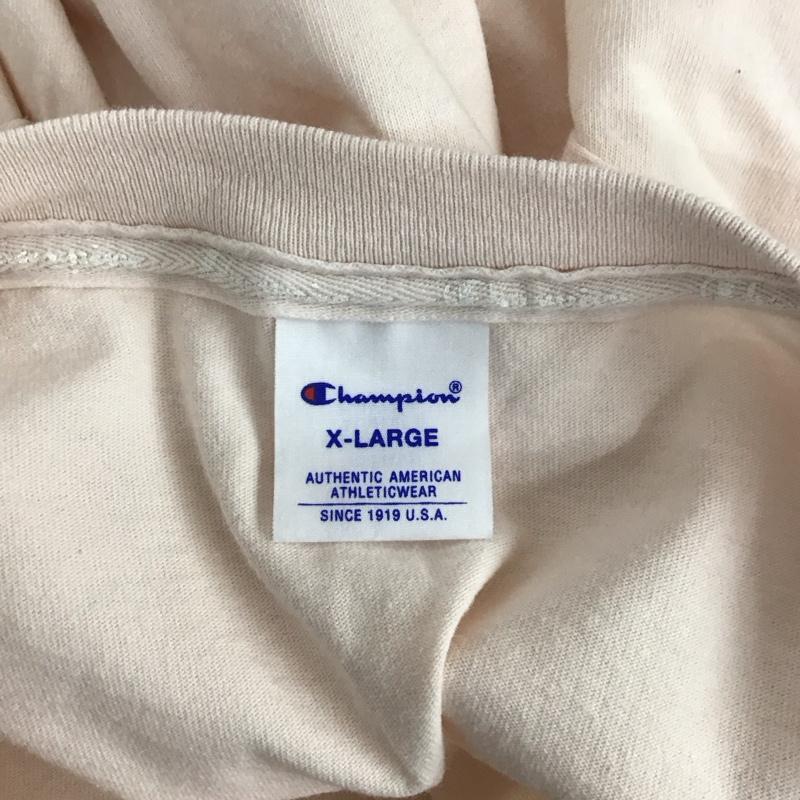 Champion®
X-LARGE
AUTHENTIC AMERICAN
ATHLETICWEAR
SINCE 1919 U.S.A.